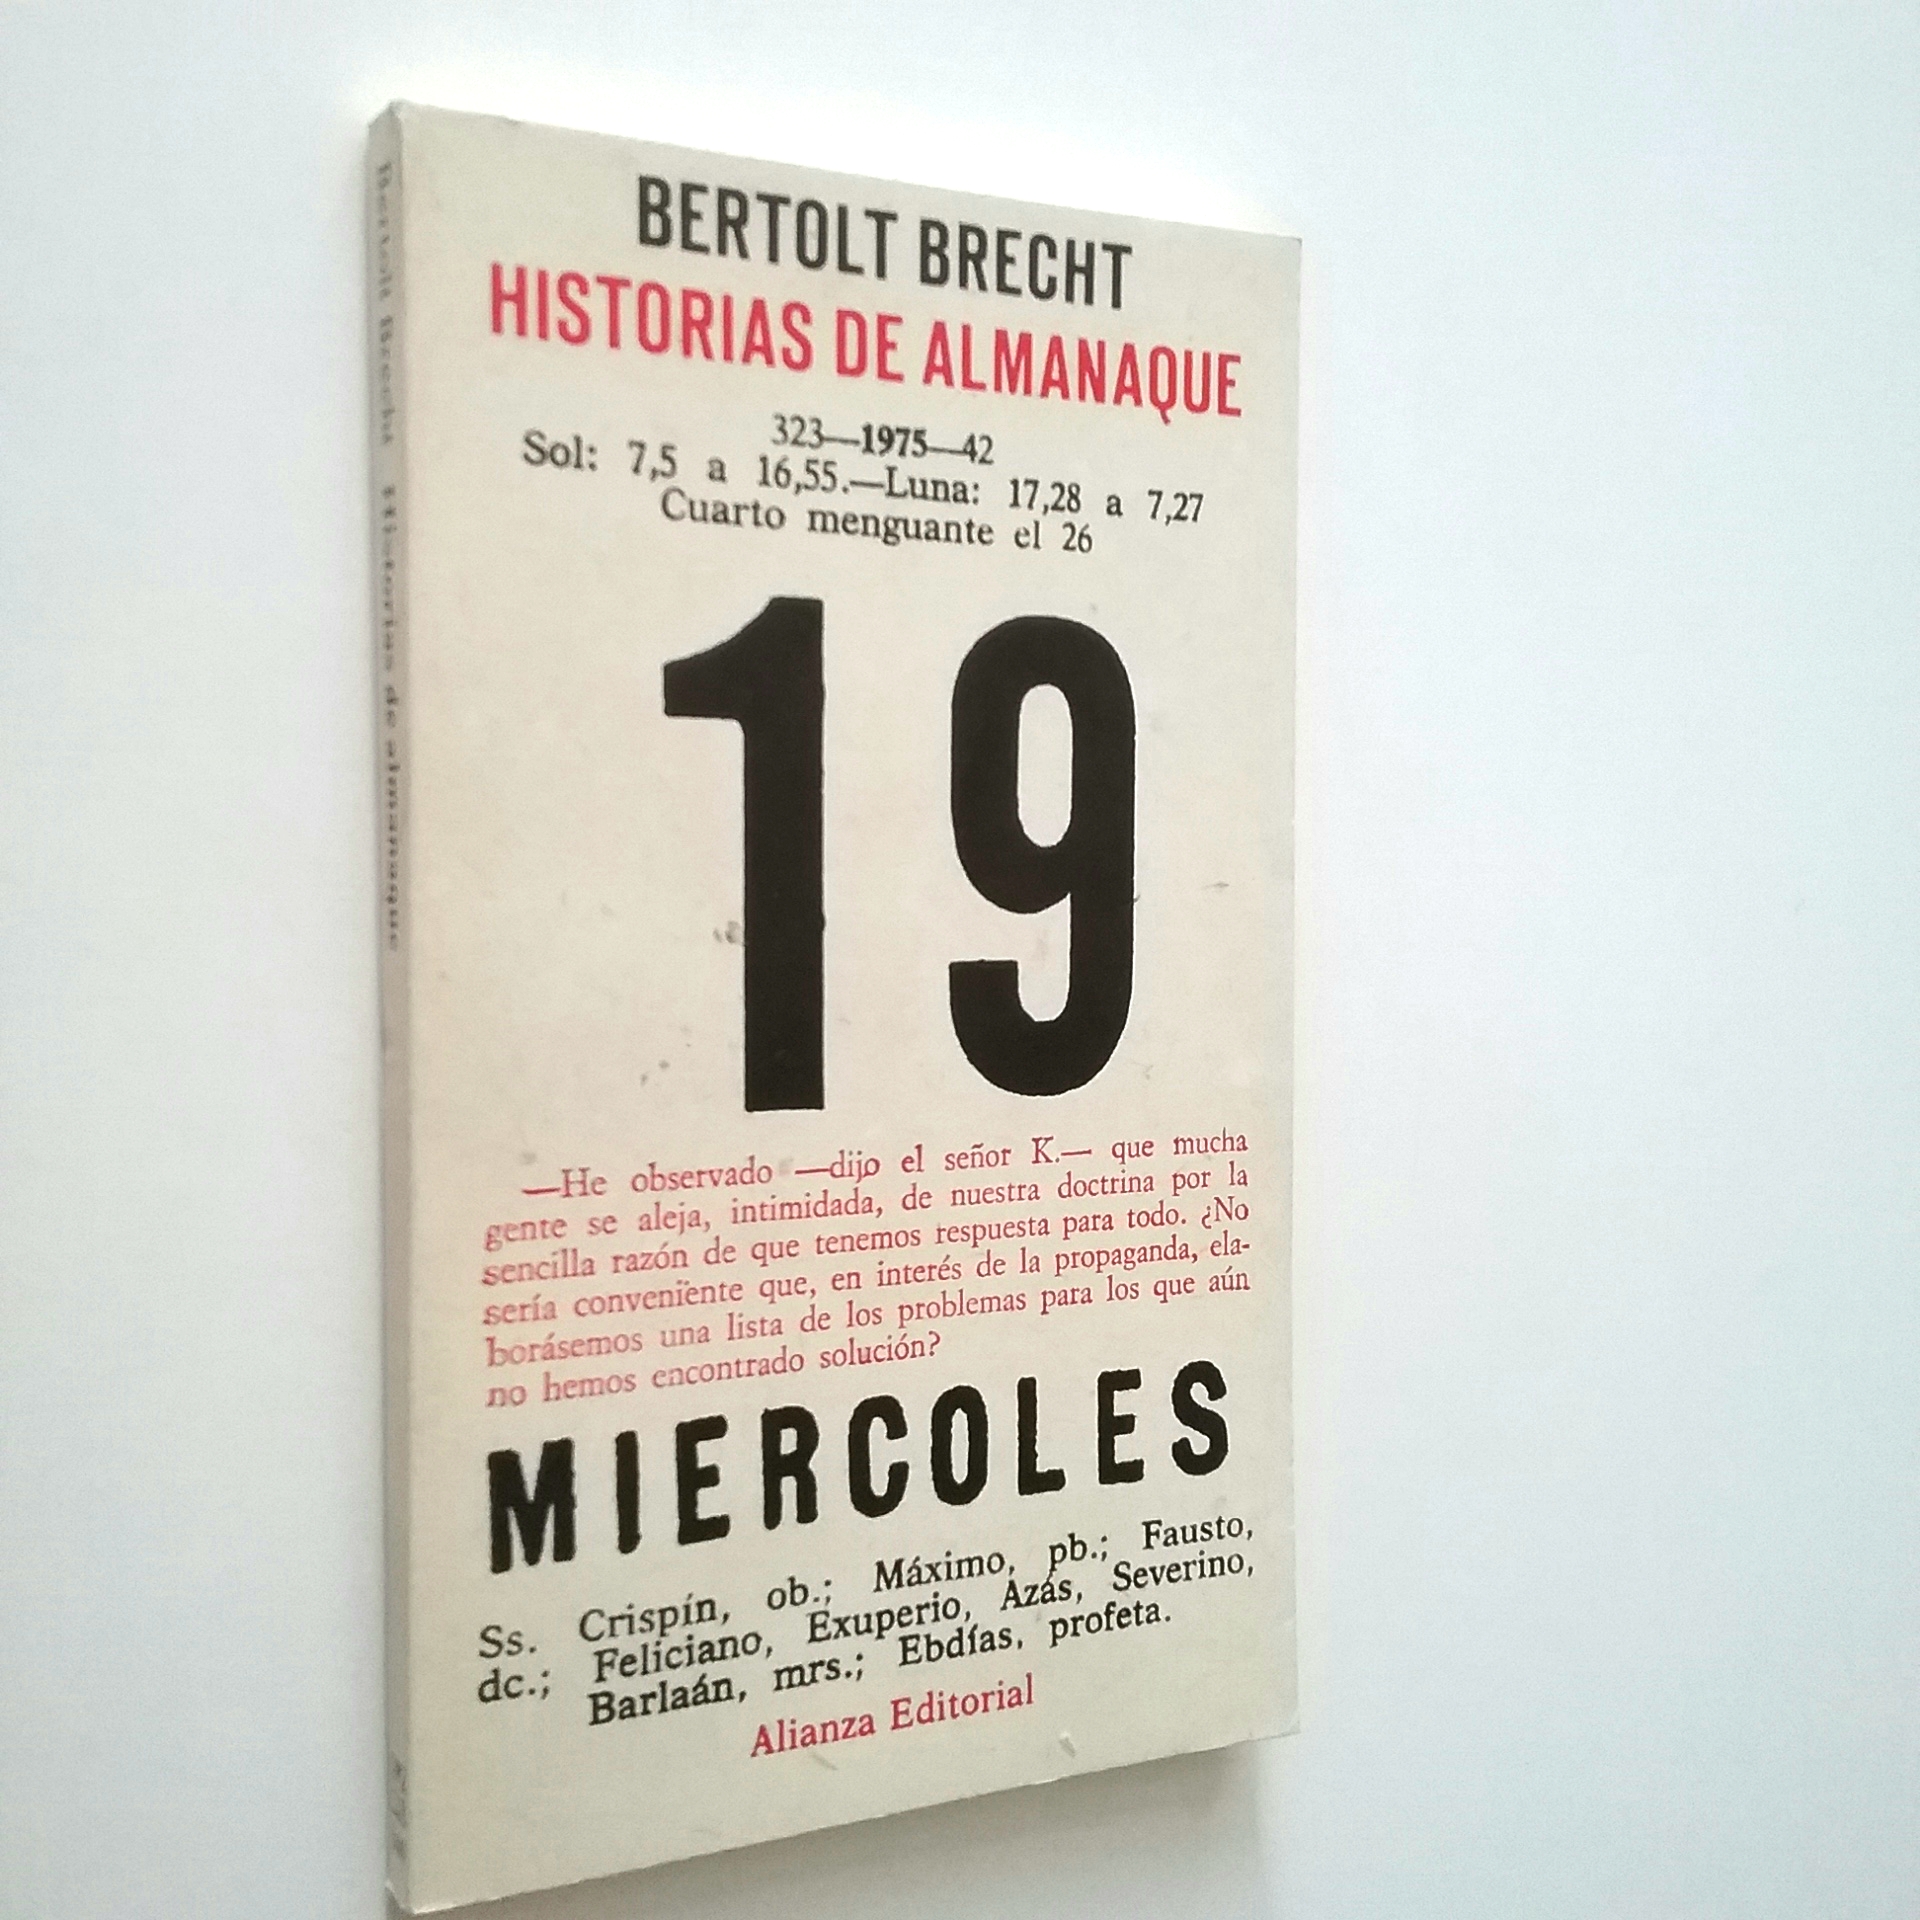 BERTOLT BRECHT
HISTORIAS DE ALMANAQUE
323—1975—42
Sol: 7,5 a 16,55.—Luna: 17,28 a 7,27
Cuarto menguante el 26
19
—He observado —dijo el señor K.— que mucha
gente se aleja, intimidada, de nuestra doctrina por la
sencilla razón de que tenemos respuesta para todo. ¿No
sería conveniente que, en interés de la propaganda, ela-
borásemos una lista de los problemas para los que aún
no hemos encontrado solución?
MIERCOLES
Ss. Crispín, ob.; Máximo, pb.; Fausto,
dc.; Feliciano, Exuperio, Azás, Severino,
Barlaán, mrs.; Ebdías, profeta.
Alianza Editorial
Bertolt Brecht Historias de almanaque